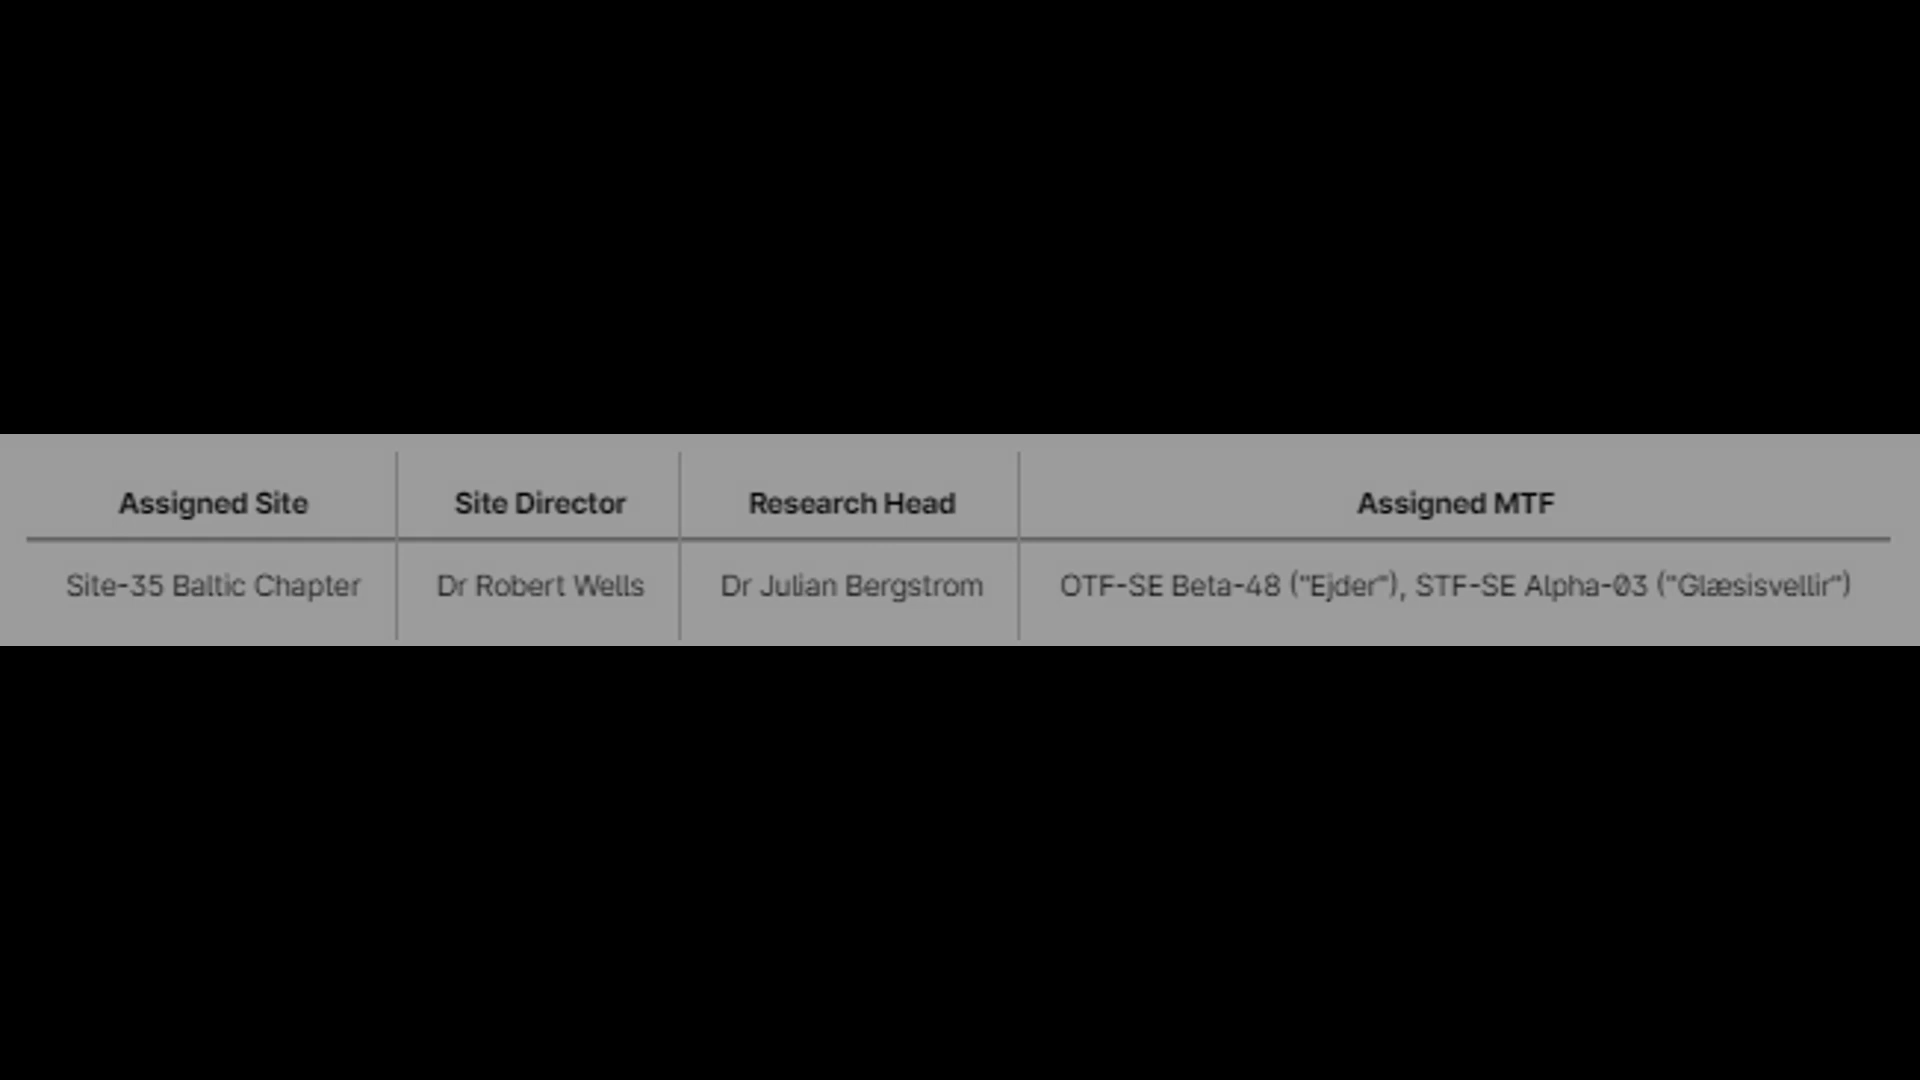 Assigned Site Site Director Research Head Assigned MTF
Site-35 Baltic Chapter Dr Robert Wells Dr Julian Bergstrom OTF-SE Beta-48 ("Ejder"), STF-SE Alpha-03 ("Glæsisvellir")